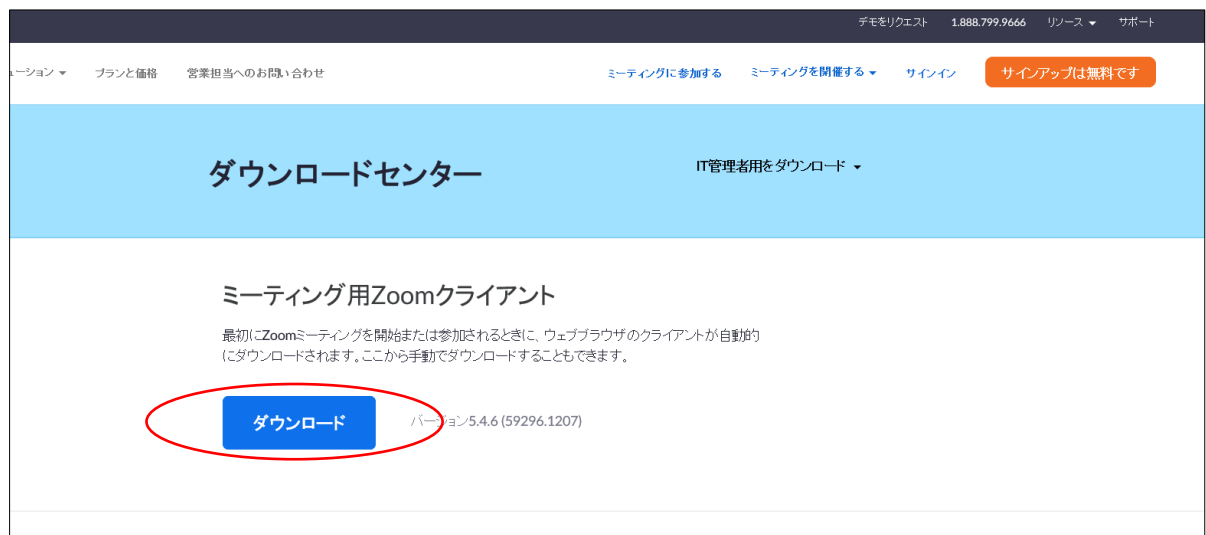 デモをリクエスト 1.888.799.9666 リソース サポート
ューション プランと価格 営業担当へのお問い合わせ ミーティングに参加する ミーティングを開催する サインイン サインアップは無料です
ダウンロードセンター IT管理者用をダウンロード
ミーティング用Zoomクライアント
最初にZoomミーティングを開始または参加されるときに、ウェブブラウザのクライアントが自動的
にダウンロードされます。ここから手動でダウンロードすることもできます。
ダウンロード バージョン5.4.6 (59296.1207)